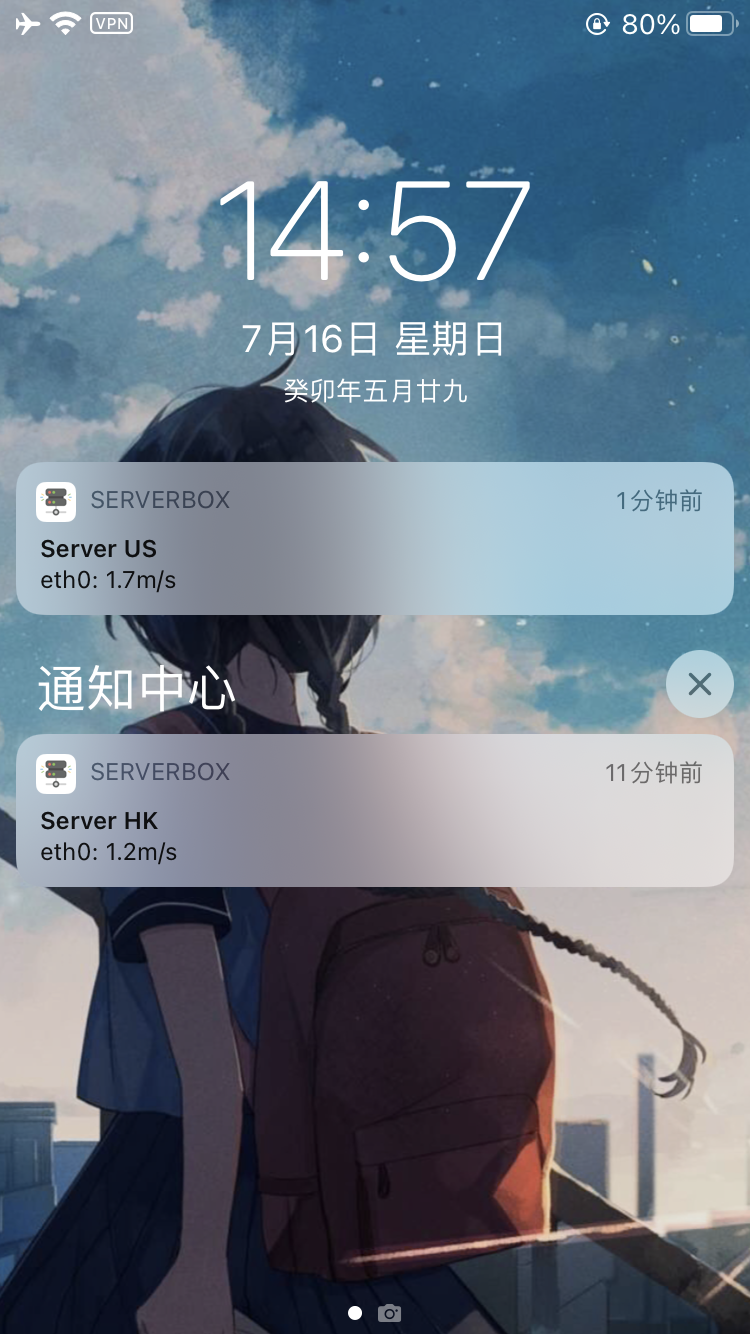 VPN
80%
14:57
7月16日 星期日
癸卯年五月廿九
SERVERBOX 1分钟前
Server US
eth0: 1.7m/s
通知中心
SERVERBOX 11分钟前
Server HK
eth0: 1.2m/s